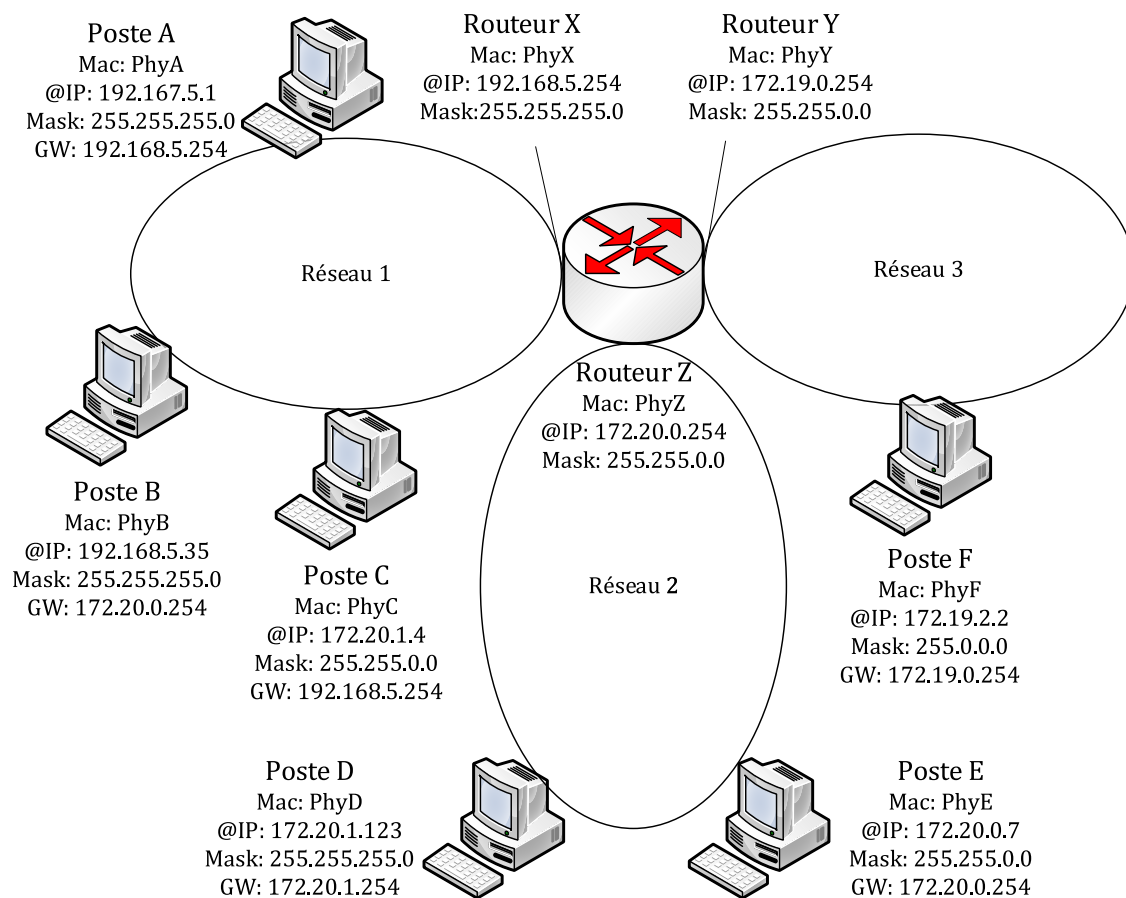 Poste A
Mac: PhyA
@IP: 192.167.5.1
Mask: 255.255.255.0
GW: 192.168.5.254
Routeur X
Mac: PhyX
@IP: 192.168.5.254
Mask:255.255.255.0
Routeur Y
Mac: PhyY
@IP: 172.19.0.254
Mask: 255.255.0.0
Réseau 1
Réseau 3
Routeur Z
Mac: PhyZ
@IP: 172.20.0.254
Mask: 255.255.0.0
Poste B
Mac: PhyB
@IP: 192.168.5.35
Mask: 255.255.255.0
GW: 172.20.0.254
Poste C
Mac: PhyC
@IP: 172.20.1.4
Mask: 255.255.0.0
GW: 192.168.5.254
Réseau 2
Poste F
Mac: PhyF
@IP: 172.19.2.2
Mask: 255.0.0.0
GW: 172.19.0.254
Poste D
Mac: PhyD
@IP: 172.20.1.123
Mask: 255.255.255.0
GW: 172.20.1.254
Poste E
Mac: PhyE
@IP: 172.20.0.7
Mask: 255.255.0.0
GW: 172.20.0.254